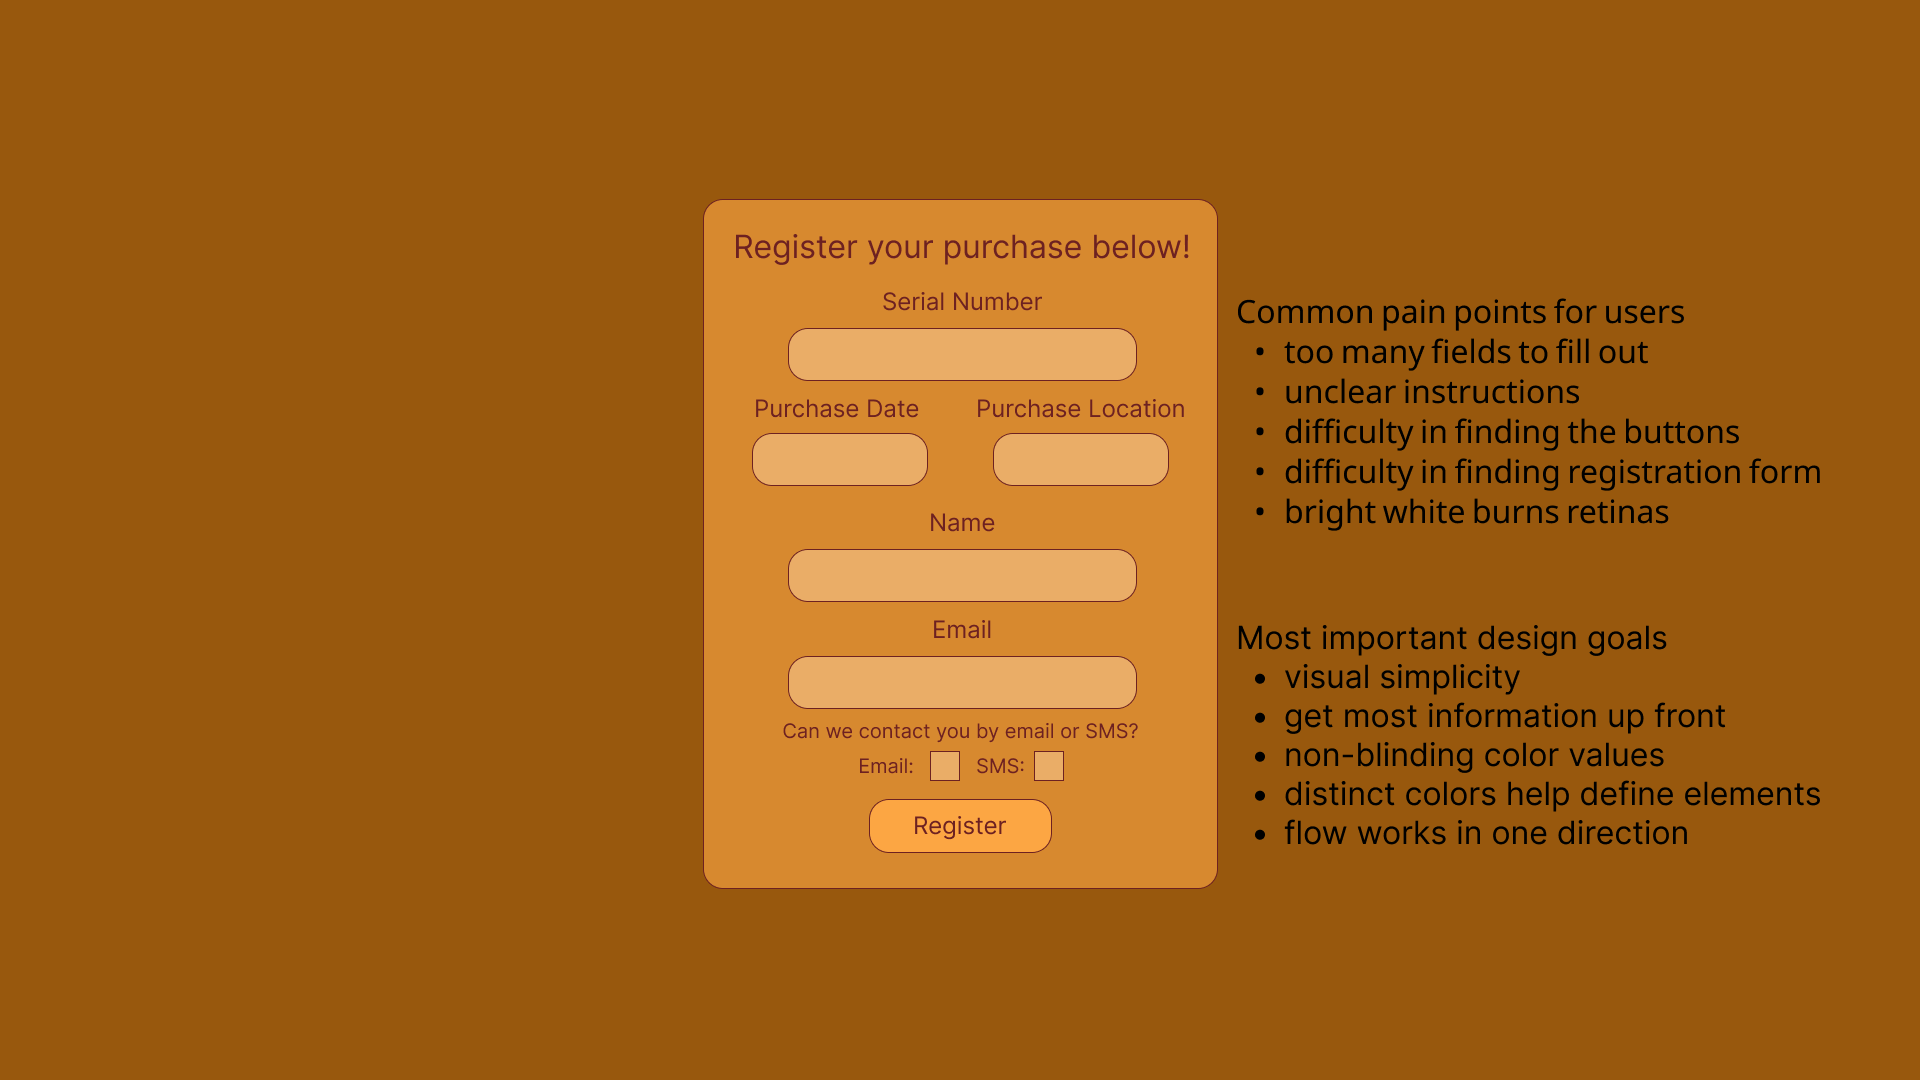 Register your purchase below!
Serial Number
Purchase Date
Purchase Location
Name
Email
Can we contact you by email or SMS?
Email:
SMS:
Register
Common pain points for users
• too many fields to fill out
• unclear instructions
• difficulty in finding the buttons
• difficulty in finding registration form
• bright white burns retinas
Most important design goals
• visual simplicity
• get most information up front
• non-blinding color values
• distinct colors help define elements
• flow works in one direction